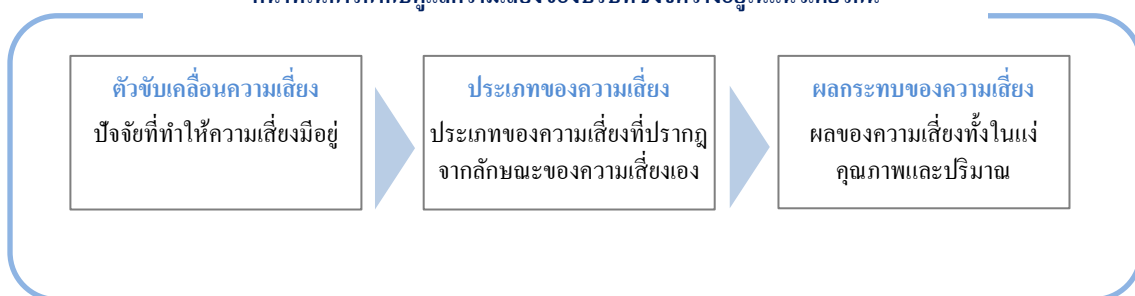 ตัวขับเคลื่อนความเสี่ยง
ปัจจัยที่ทำให้ความเสี่ยงมีอยู่
ประเภทของความเสี่ยง
ประเภทของความเสี่ยงที่ปรากฎ
จากลักษณะของความเสี่ยงเอง
ผลกระทบของความเสี่ยง
ผลของความเสี่ยงทั้งในแง่
คุณภาพและปริมาณ